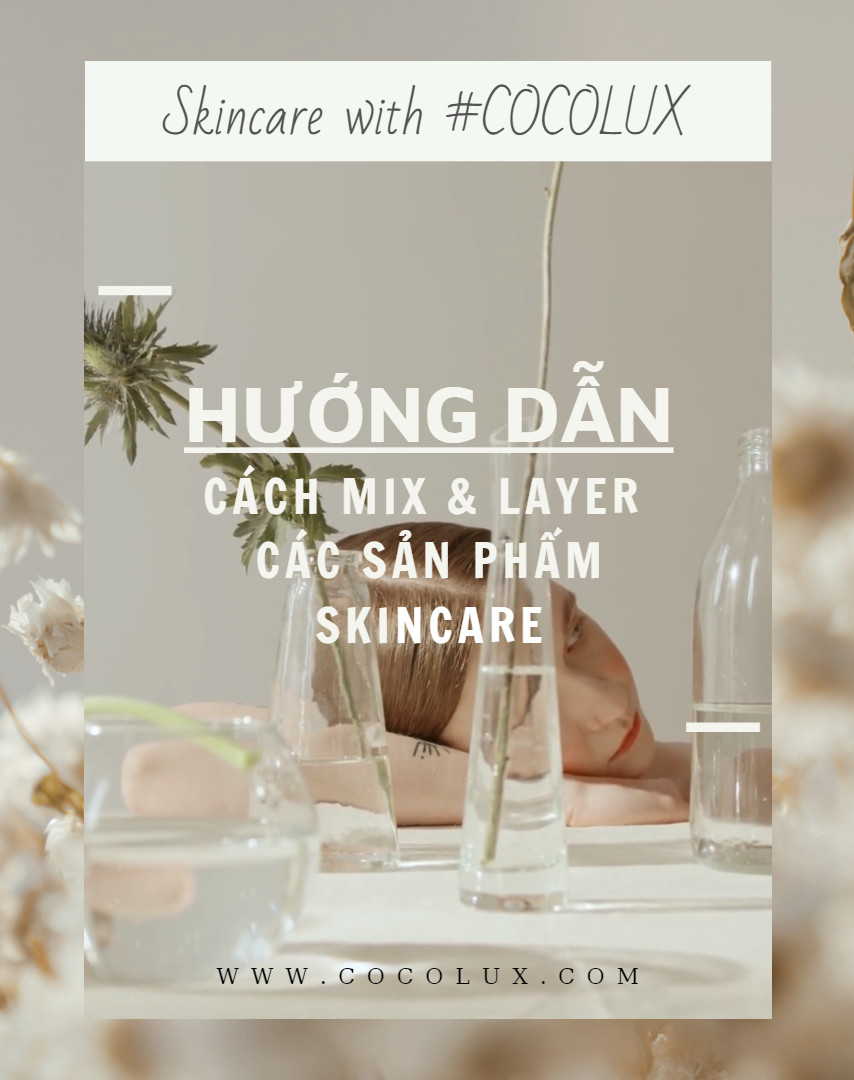 Skincare with #COCOLUX
HƯỚNG DẪN
CÁCH MIX & LAYER
CÁC SẢN PHẨM
SKINCARE
WWW.COCOLUX.COM